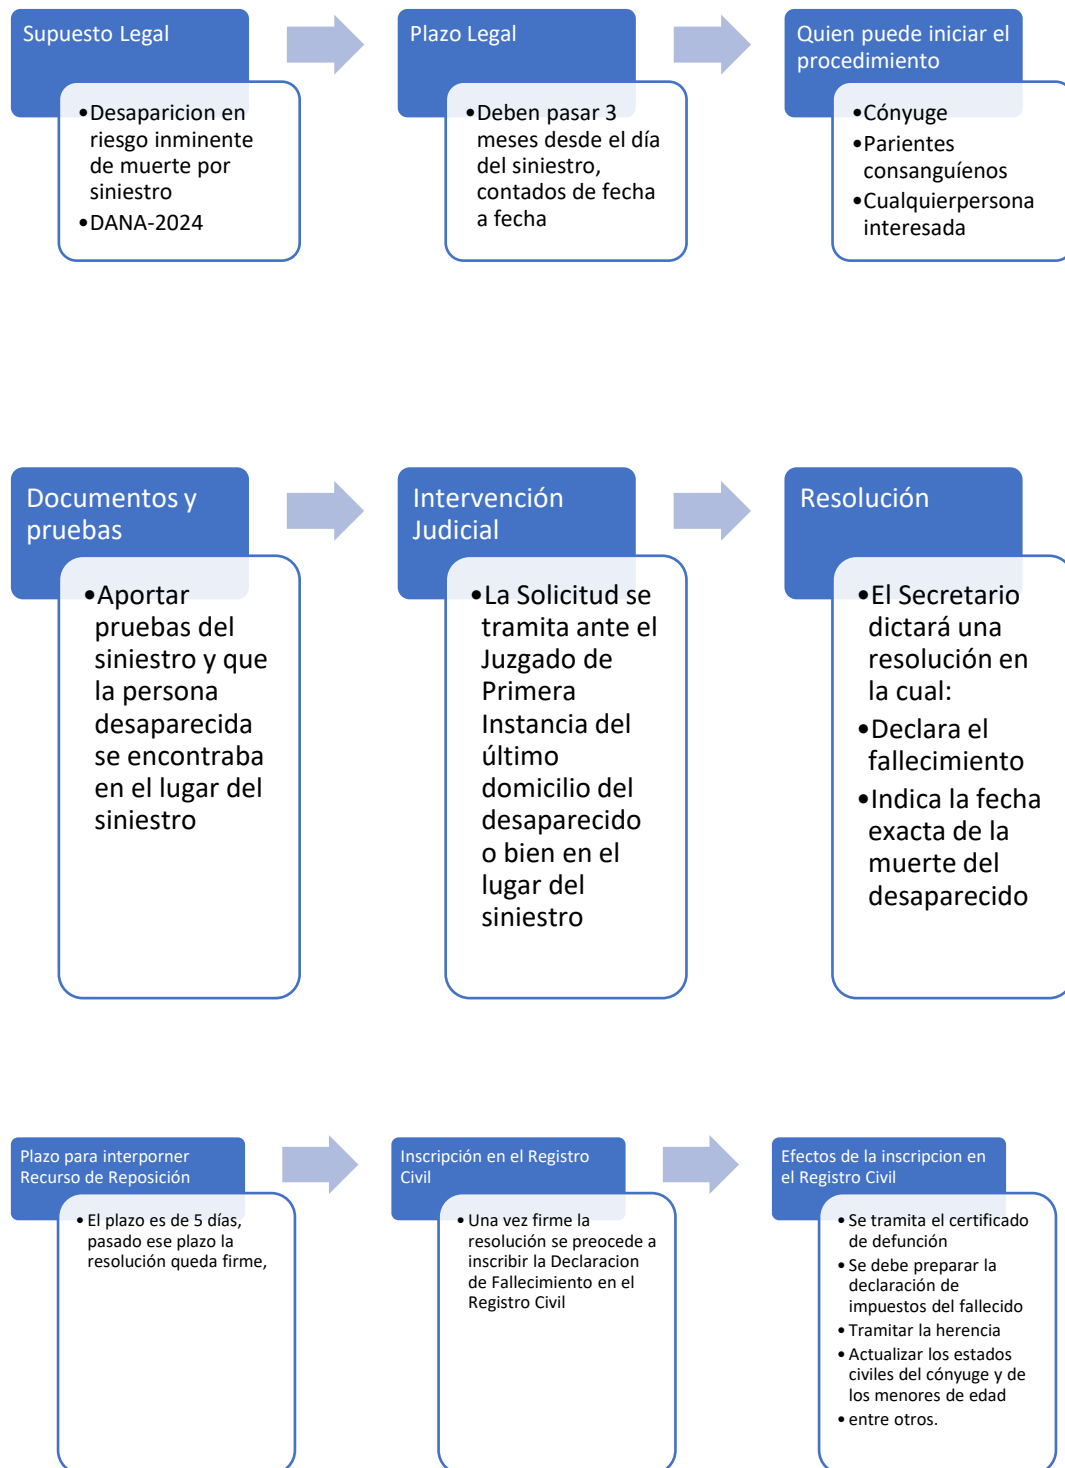 Supuesto Legal
•Desaparicion en
riesgo inminente
de muerte por
siniestro
•DANA-2024
Plazo Legal
•Deben pasar 3
meses desde el día
del siniestro,
contados de fecha
a fecha
Quien puede iniciar el
procedimiento
•Cónyuge
•Parientes
consanguíenos
•Cualquierpersona
interesada
Documentos y
pruebas
•Aportar
pruebas del
siniestro y que
la persona
desaparecida
se encontraba
en el lugar del
siniestro
Intervención
Judicial
•La Solicitud se
tramita ante el
Juzgado de
Primera
Instancia del
último
domicilio del
desaparecido
o bien en el
lugar del
siniestro
Resolución
•El Secretario
dictará una
resolución en
la cual:
•Declara el
fallecimiento
•Indica la fecha
exacta de la
muerte del
desaparecido
Plazo para interporner
Recurso de Reposición
• El plazo es de 5 días,
pasado ese plazo la
resolución queda firme,
Inscripción en el Registro
Civil
• Una vez firme la
resolución se preocede a
inscribir la Declaracion
de Fallecimiento en el
Registro Civil
Efectos de la inscripcion en
el Registro Civil
• Se tramita el certificado
de defunción
• Se debe preparar la
declaración de
impuestos del fallecido
• Tramitar la herencia
• Actualizar los estados
civiles del cónyuge y de
los menores de edad
• entre otros.